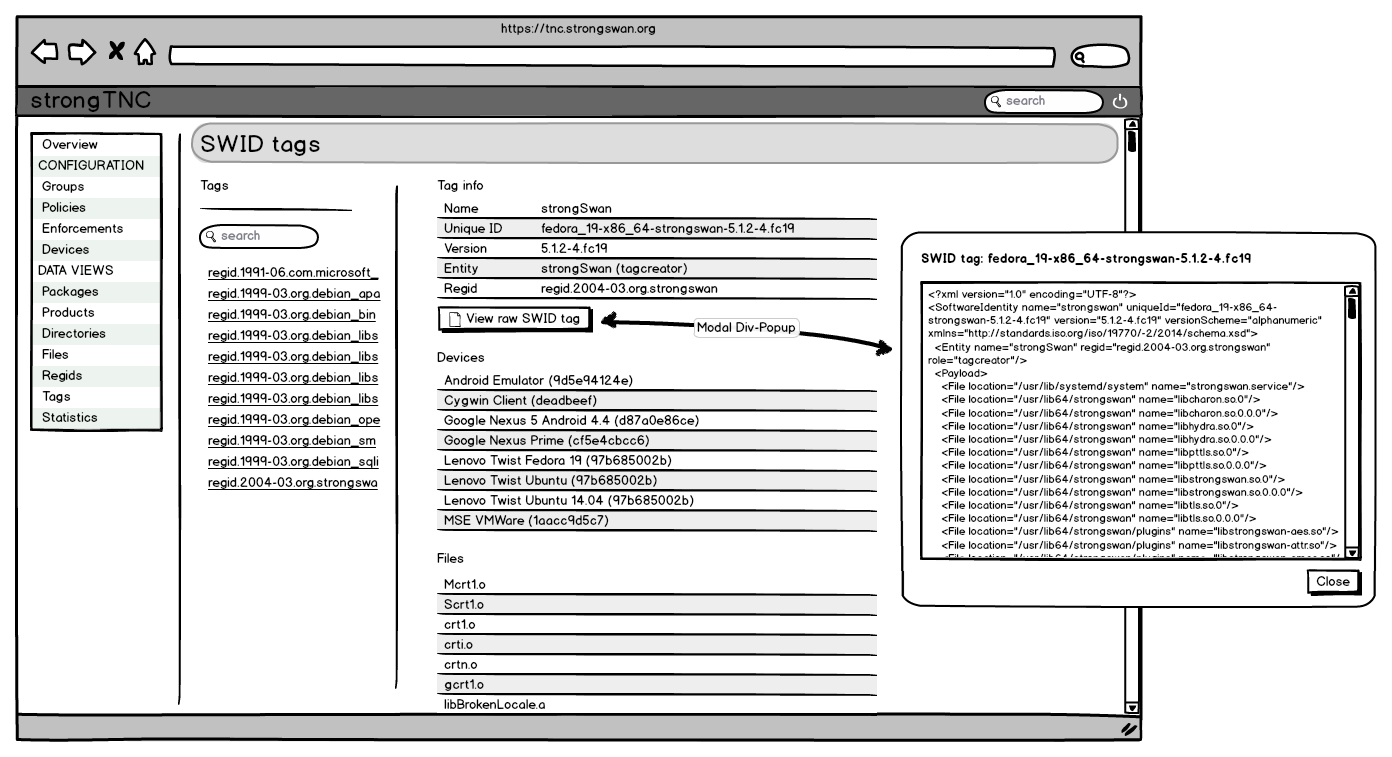 https://tnc.strongswan.org
strongTNC
search
Overview
CONFIGURATION
Groups
Policies
Enforcements
Devices
DATA VIEWS
Packages
Products
Directories
Files
Regids
Tags
Statistics
SWID tags
Tags
search
regid.1991-06.com.microsoft_
regid.1999-03.org.debian_apa
regid.1999-03.org.debian_bin
regid.1999-03.org.debian_libs
regid.1999-03.org.debian_libs
regid.1999-03.org.debian_libs
regid.1999-03.org.debian_libs
regid.1999-03.org.debian_ope
regid.1999-03.org.debian_sm
regid.1999-03.org.debian_sqli
regid.2004-03.org.strongswa
Tag info
Name strongSwan
Unique ID fedora_19-x86_64-strongswan-5.1.2-4.fc19
Version 5.1.2-4.fc19
Entity strongSwan (tagcreator)
Regid regid.2004-03.org.strongswan
View raw SWID tag
Modal Div-Popup
Devices
Android Emulator (9d5e94124e)
Cygwin Client (deadbeef)
Google Nexus 5 Android 4.4 (d87a0e86ce)
Google Nexus Prime (cf5e4cbcc6)
Lenovo Twist Fedora 19 (97b685002b)
Lenovo Twist Ubuntu (97b685002b)
Lenovo Twist Ubuntu 14.04 (97b685002b)
MSE VMWare (1aacc9d5c7)
Files
Mcrt1.o
Scrt1.o
crt1.o
crti.o
crtn.o
gcrt1.o
libBrokenLocale.a
SWID tag: fedora_19-x86_64-strongswan-5.1.2-4.fc19
<?xml version="1.0" encoding="UTF-8"?>
<SoftwareIdentity name="strongswan" uniqueId="fedora_19-x86_64-
strongswan-5.1.2-4.fc19" version="5.1.2-4.fc19" versionScheme="alphanumeric"
xmlns="http://standards.iso.org/iso/19770/-2/2014/schema.xsd">
<Entity name="strongSwan" regid="regid.2004-03.org.strongswan"
role="tagcreator"/>
<Payload>
<File location="/usr/lib/systemd/system" name="strongswan.service"/>
<File location="/usr/lib64/strongswan" name="libcharon.so.0"/>
<File location="/usr/lib64/strongswan" name="libcharon.so.0.0.0"/>
<File location="/usr/lib64/strongswan" name="libhydra.so.0"/>
<File location="/usr/lib64/strongswan" name="libhydra.so.0.0.0"/>
<File location="/usr/lib64/strongswan" name="libpttls.so.0"/>
<File location="/usr/lib64/strongswan" name="libpttls.so.0.0.0"/>
<File location="/usr/lib64/strongswan" name="libstrongswan.so.0"/>
<File location="/usr/lib64/strongswan" name="libstrongswan.so.0.0.0"/>
<File location="/usr/lib64/strongswan" name="libtls.so.0"/>
<File location="/usr/lib64/strongswan" name="libtls.so.0.0.0"/>
<File location="/usr/lib64/strongswan/plugins" name="libstrongswan-aes.so"/>
<File location="/usr/lib64/strongswan/plugins" name="libstrongswan-attr.so"/>
Close